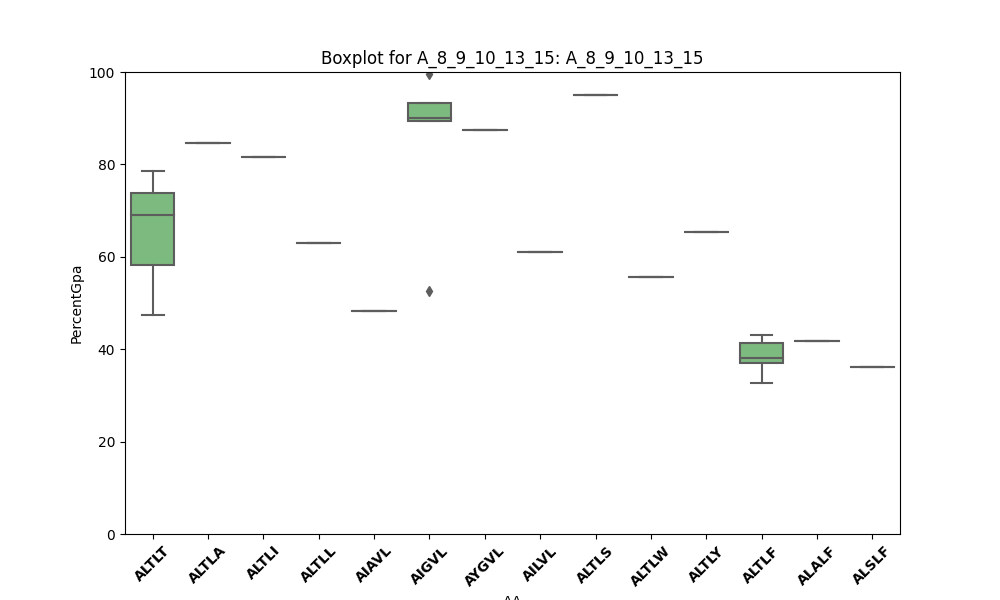 Boxplot for A_8_9_10_13_15: A_8_9_10_13_15
100
80
60
40
20
0
PercentGpa
ALTLT
ALTLA
ALTLI
ALTLL
AIAVL
AIGVL
AYGVL
AILVL
ALTLS
ALTLW
ALTLY
ALTLF
ALALF
ALSLF
AA